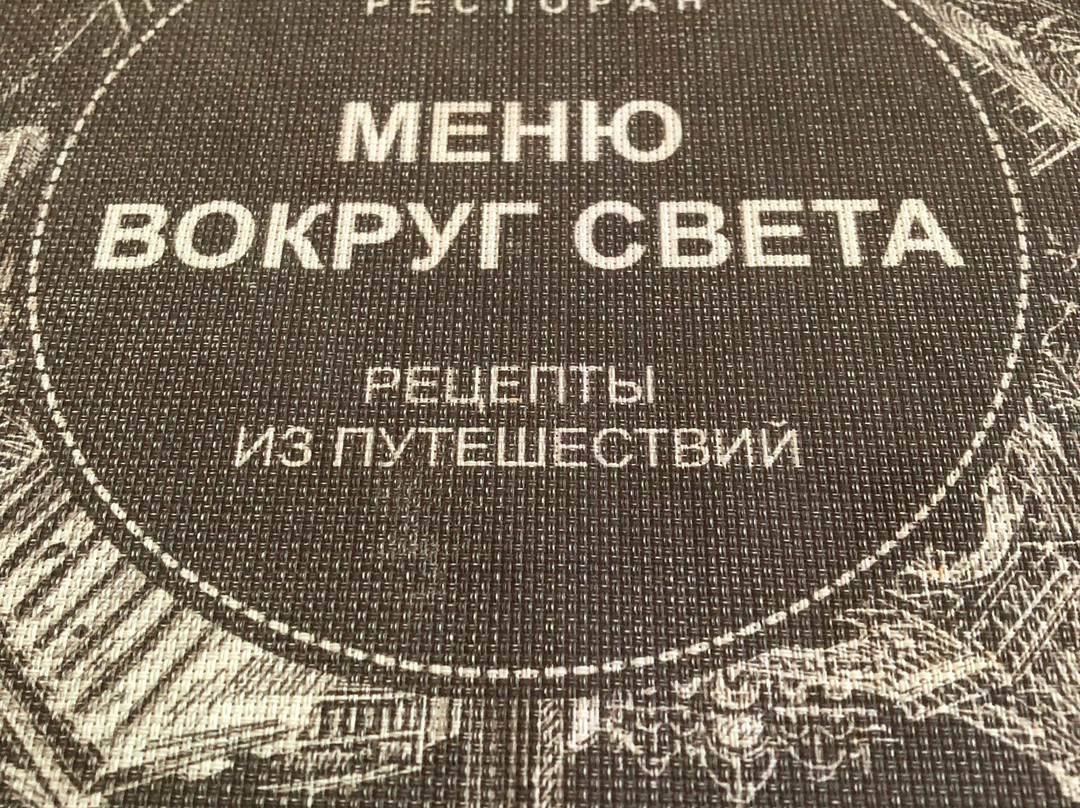 РЕСТОРАН
МЕНЮ
ВОКРУГ СВЕТА
РЕЦЕПТЫ
ИЗ ПУТЕШЕСТВИЙ